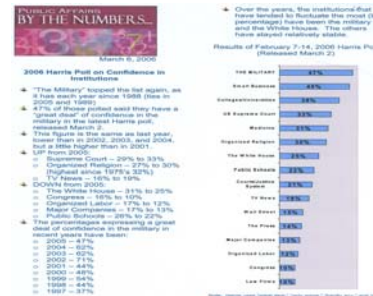 PUBLIC AFFAIRS
BY THE NUMBERS...
March 6, 2006
2006 Harris Poll on Confidence in
Institutions
"The Military" topped the list again, as
it has each year since 1988 (ties in
2005 and 1989)
47% of those polled said they have a
"great deal" of confidence in the
military in the latest Harris poll,
released March 2.
This figure is the same as last year,
lower than in 2002, 2003, and 2004,
but a little higher than in 2001.
UP from 2005:
Supreme Court – 29% to 33%
Organized Religion – 27% to 30%
(highest since 1975's 32%)
TV News – 16% to 19%
DOWN from 2005:
The White House – 31% to 25%
Congress – 16% to 10%
Organized Labor – 17% to 12%
Major Companies – 17% to 13%
Public Schools – 26% to 22%
The percentages expressing a great
deal of confidence in the military in
recent years have been:
2005 – 47%
2004 – 62%
2003 – 62%
2002 – 71%
2001 – 44%
2000 – 48%
1999 – 54%
1998 – 44%
1997 – 37%
Over the years, the institutions that
have tended to fluctuate the most (
percentage) have been the military
and the White House. The others
have stayed relatively stable.
Results of February 7-14, 2006 Harris Po
(Released March 2)
THE MILITARY 47%
Small Business 45%
Colleges/Universities 38%
US Supreme Court 33%
Medicine 31%
Organized Religion 30%
The White House 25%
Public Schools 22%
Court/Justice
System 21%
TV News 19%
Wall Street 15%
The Press 14%
Major Companies 13%
Organized Labor 12%
Congress 10%
Law Firms 10%